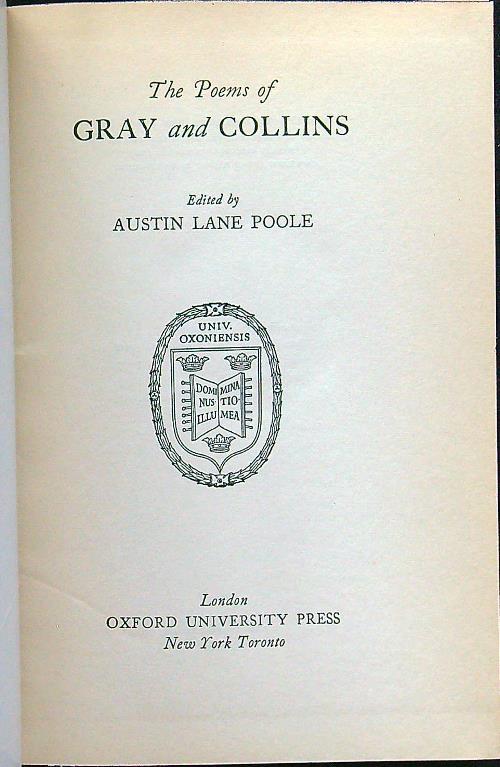 The Poems of
GRAY and COLLINS
Edited by
AUSTIN LANE POOLE
UNIV.
OXONIENSIS
DOMI MINA
NUS· TIO·
ILLU MEA
London
OXFORD UNIVERSITY PRESS
New York Toronto